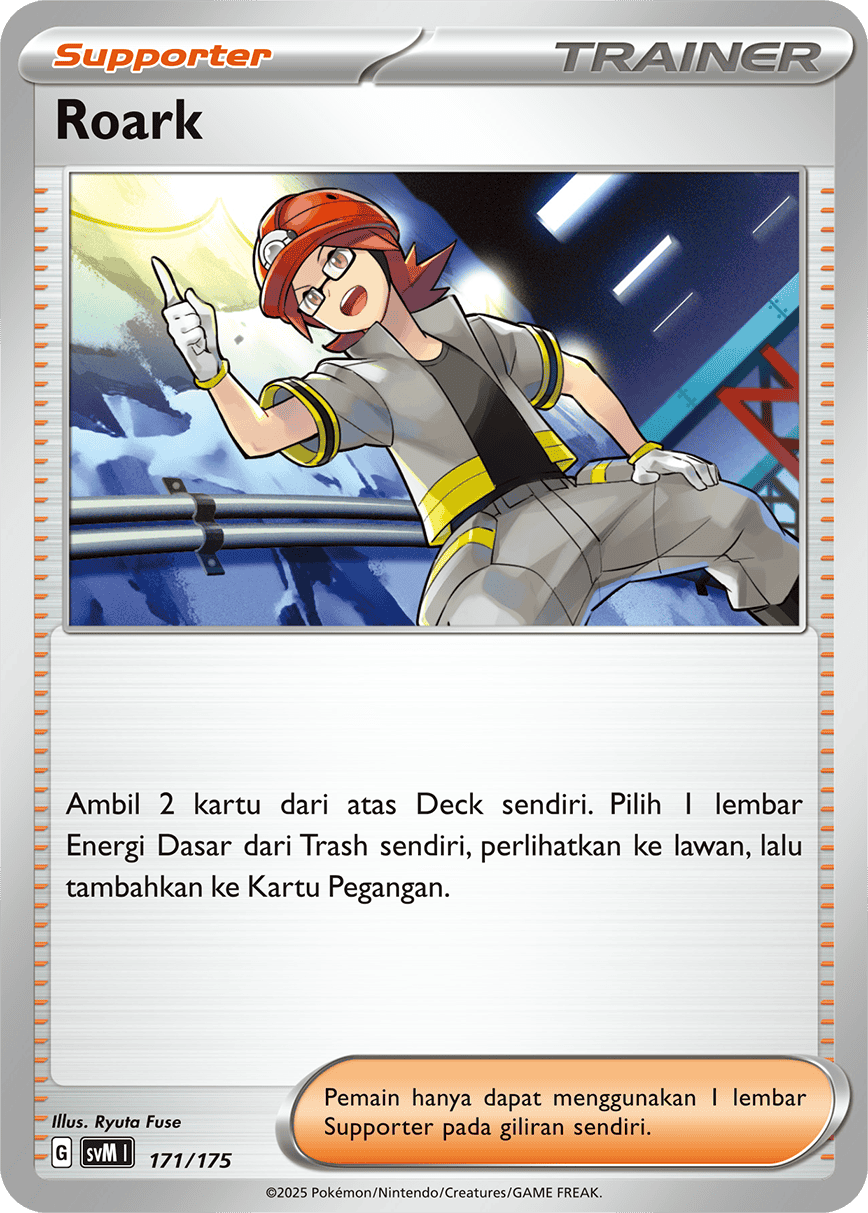 Supporter
TRAINER
Roark
Ambil 2 kartu dari atas Deck sendiri. Pilih 1 lembar
Energi Dasar dari Trash sendiri, perlihatkan ke lawan, lalu
tambahkan ke Kartu Pegangan.
Pemain hanya dapat menggunakan 1 lembar
Supporter pada giliran sendiri.
Illus. Ryuta Fuse
G svM I 171/175
©2025 Pokémon/Nintendo/Creatures/GAME FREAK.